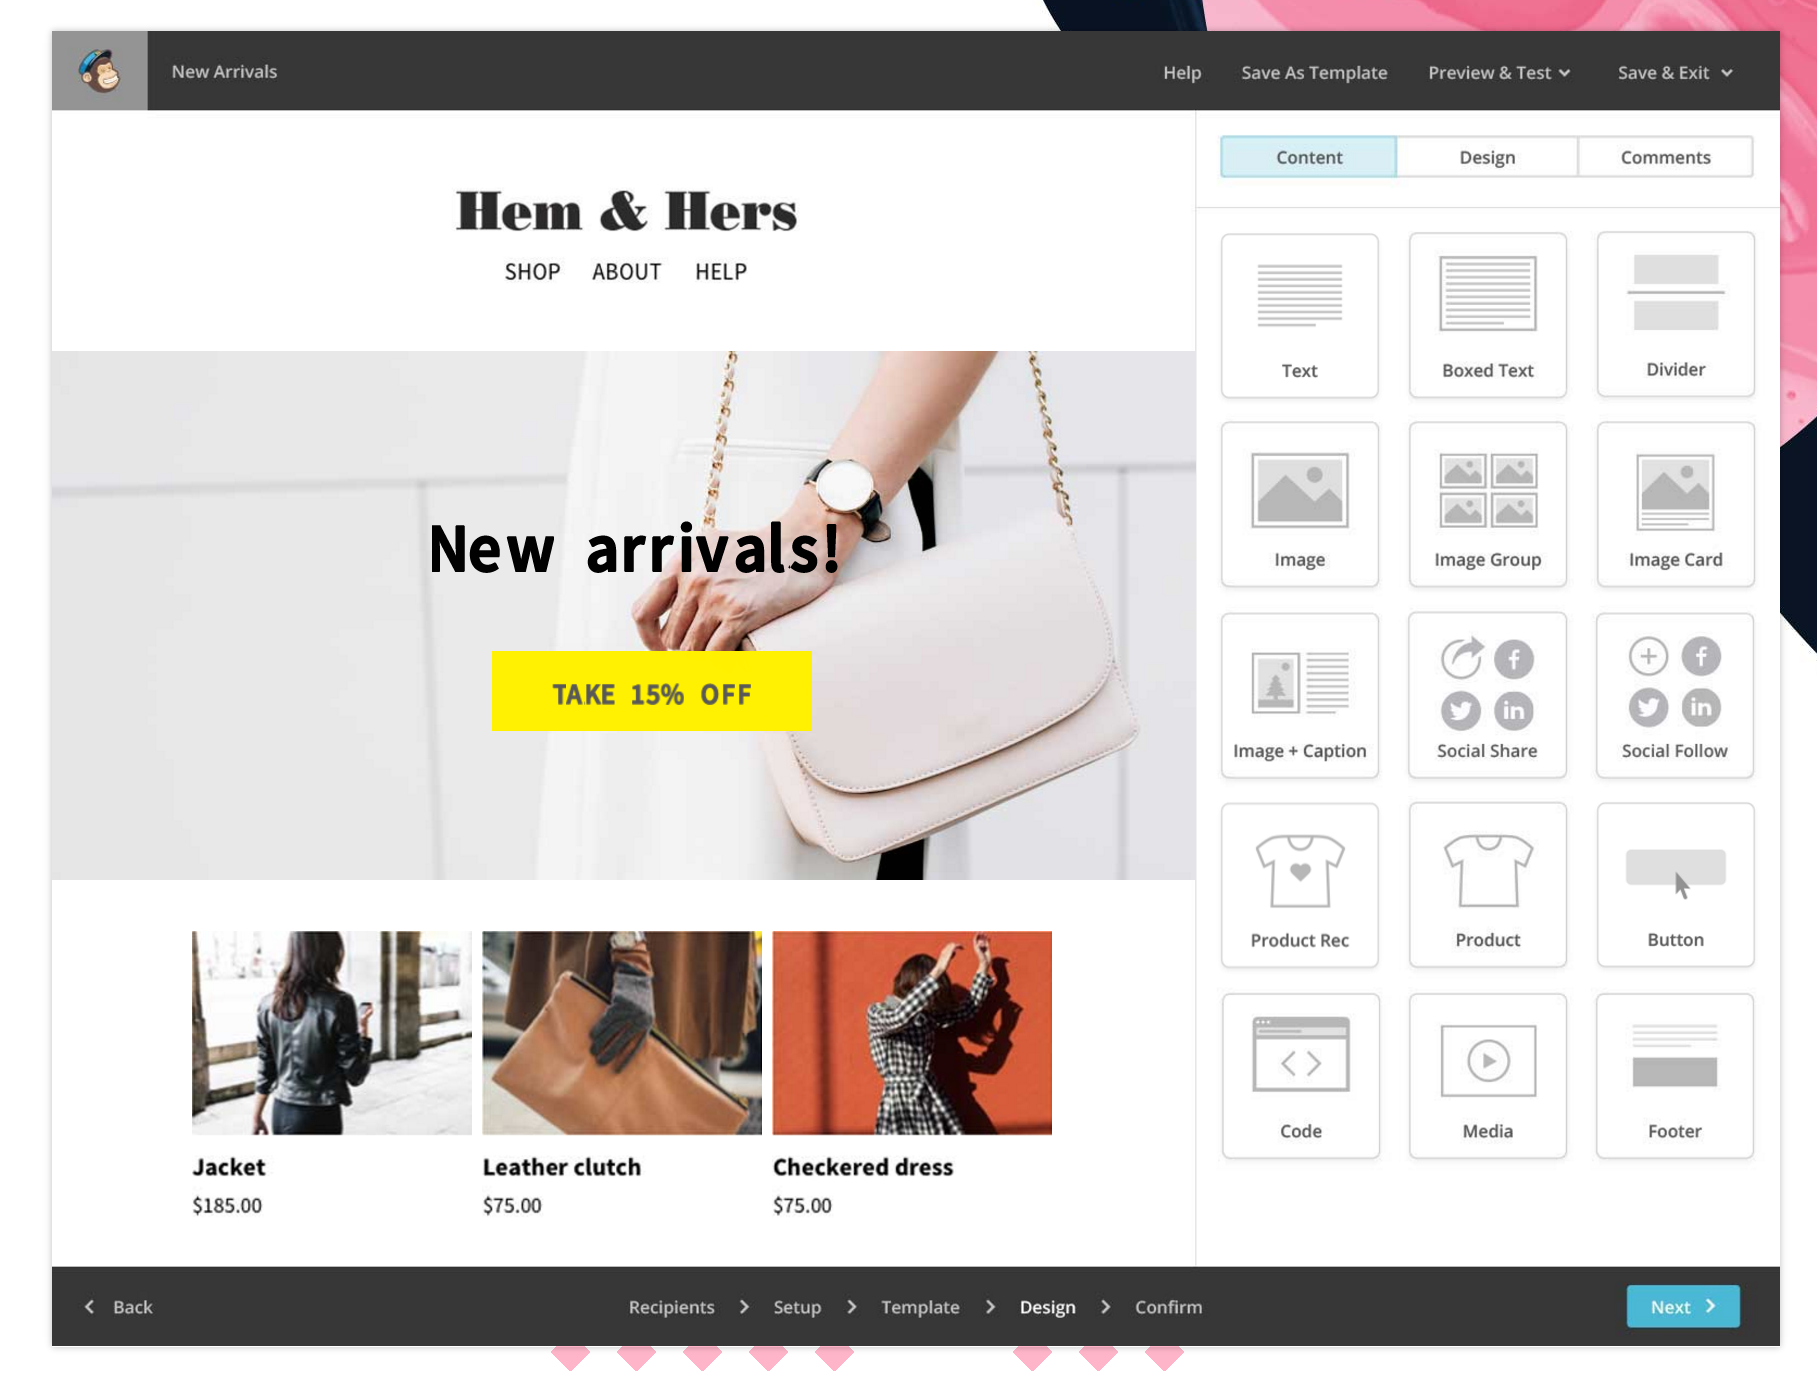 New Arrivals
Help Save As Template Preview & Test Save & Exit
Hem & Hers
SHOP ABOUT HELP
New arrivals!
TAKE 15% OFF
Jacket
$185.00
Leather clutch
$75.00
Checkered dress
$75.00
Content Design Comments
Text Boxed Text Divider
Image Image Group Image Card
Image + Caption Social Share Social Follow
Product Rec Product Button
Code Media Footer
Back Recipients Setup Template Design Confirm Next